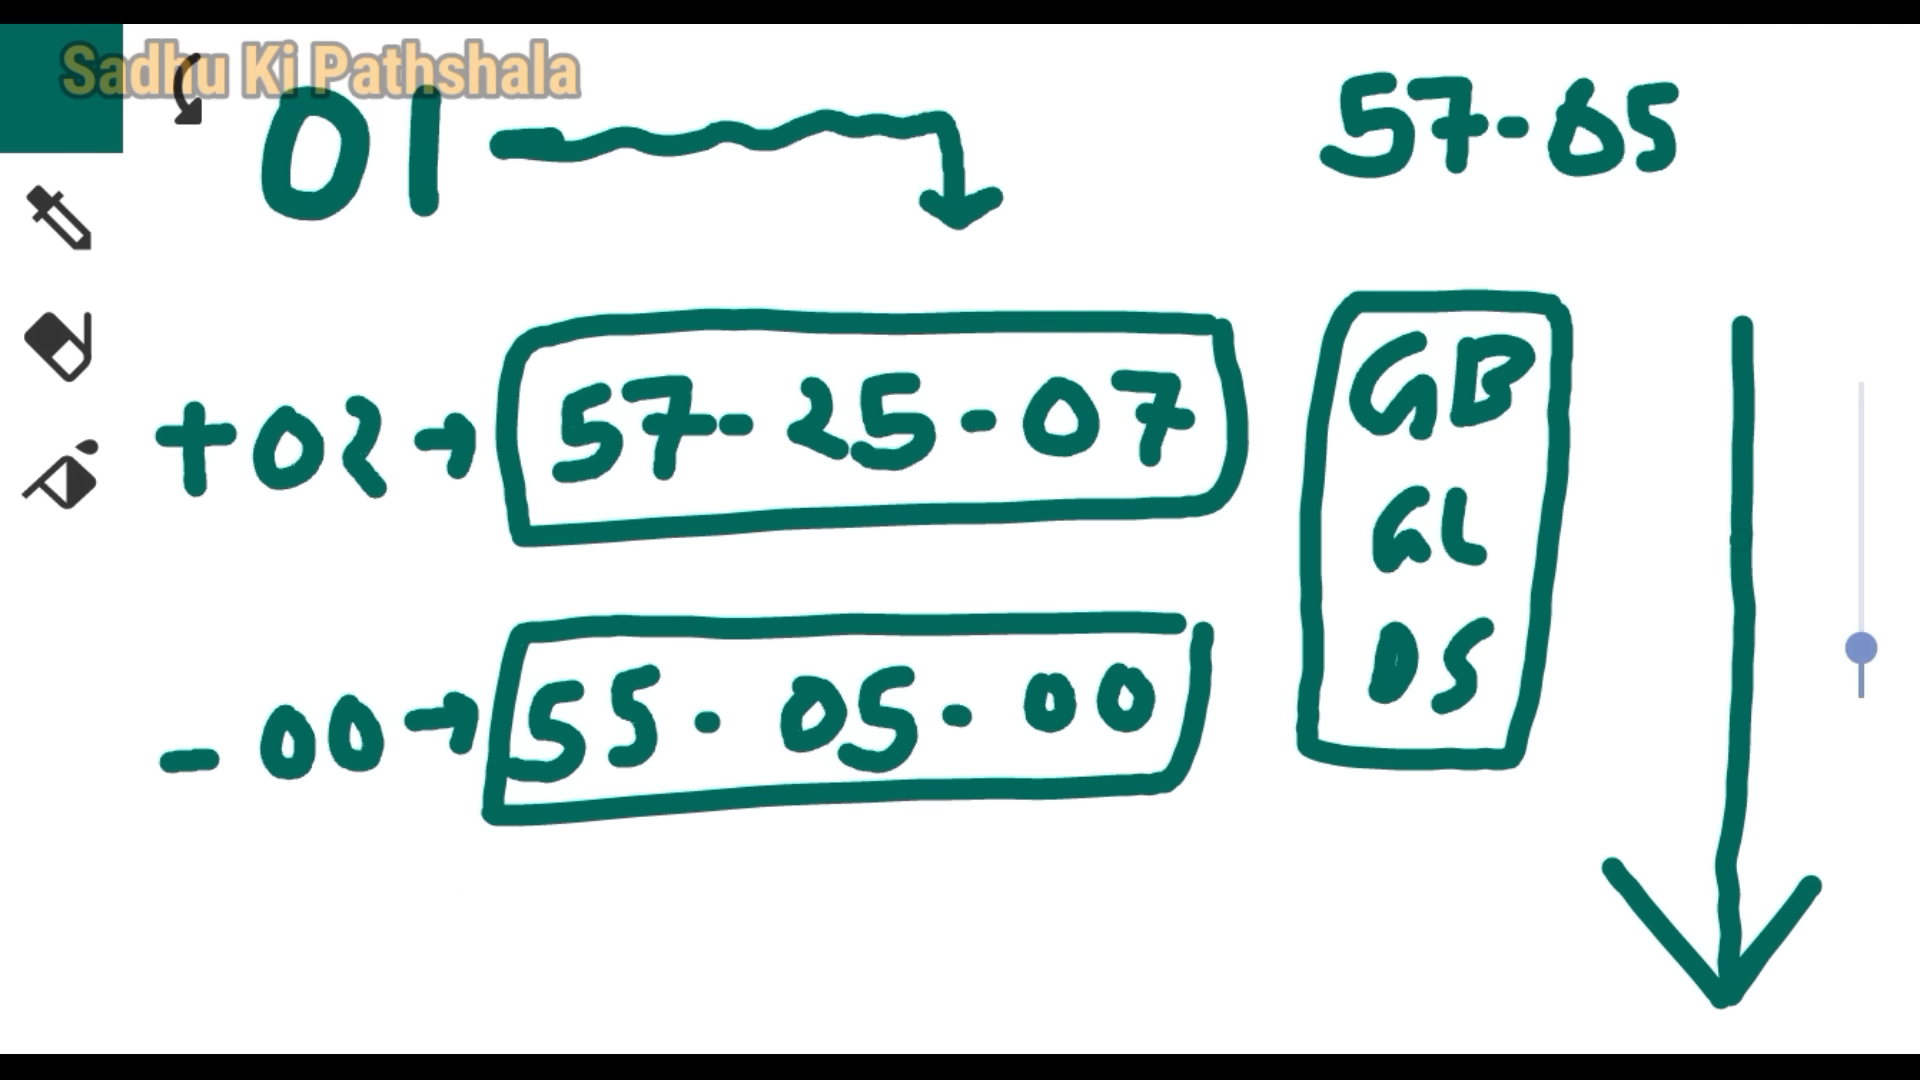 Sadhu Ki Pathshala
01
57-65
+02→ 57-25-07
GB
GL
- 00→ 55.05.00
DS